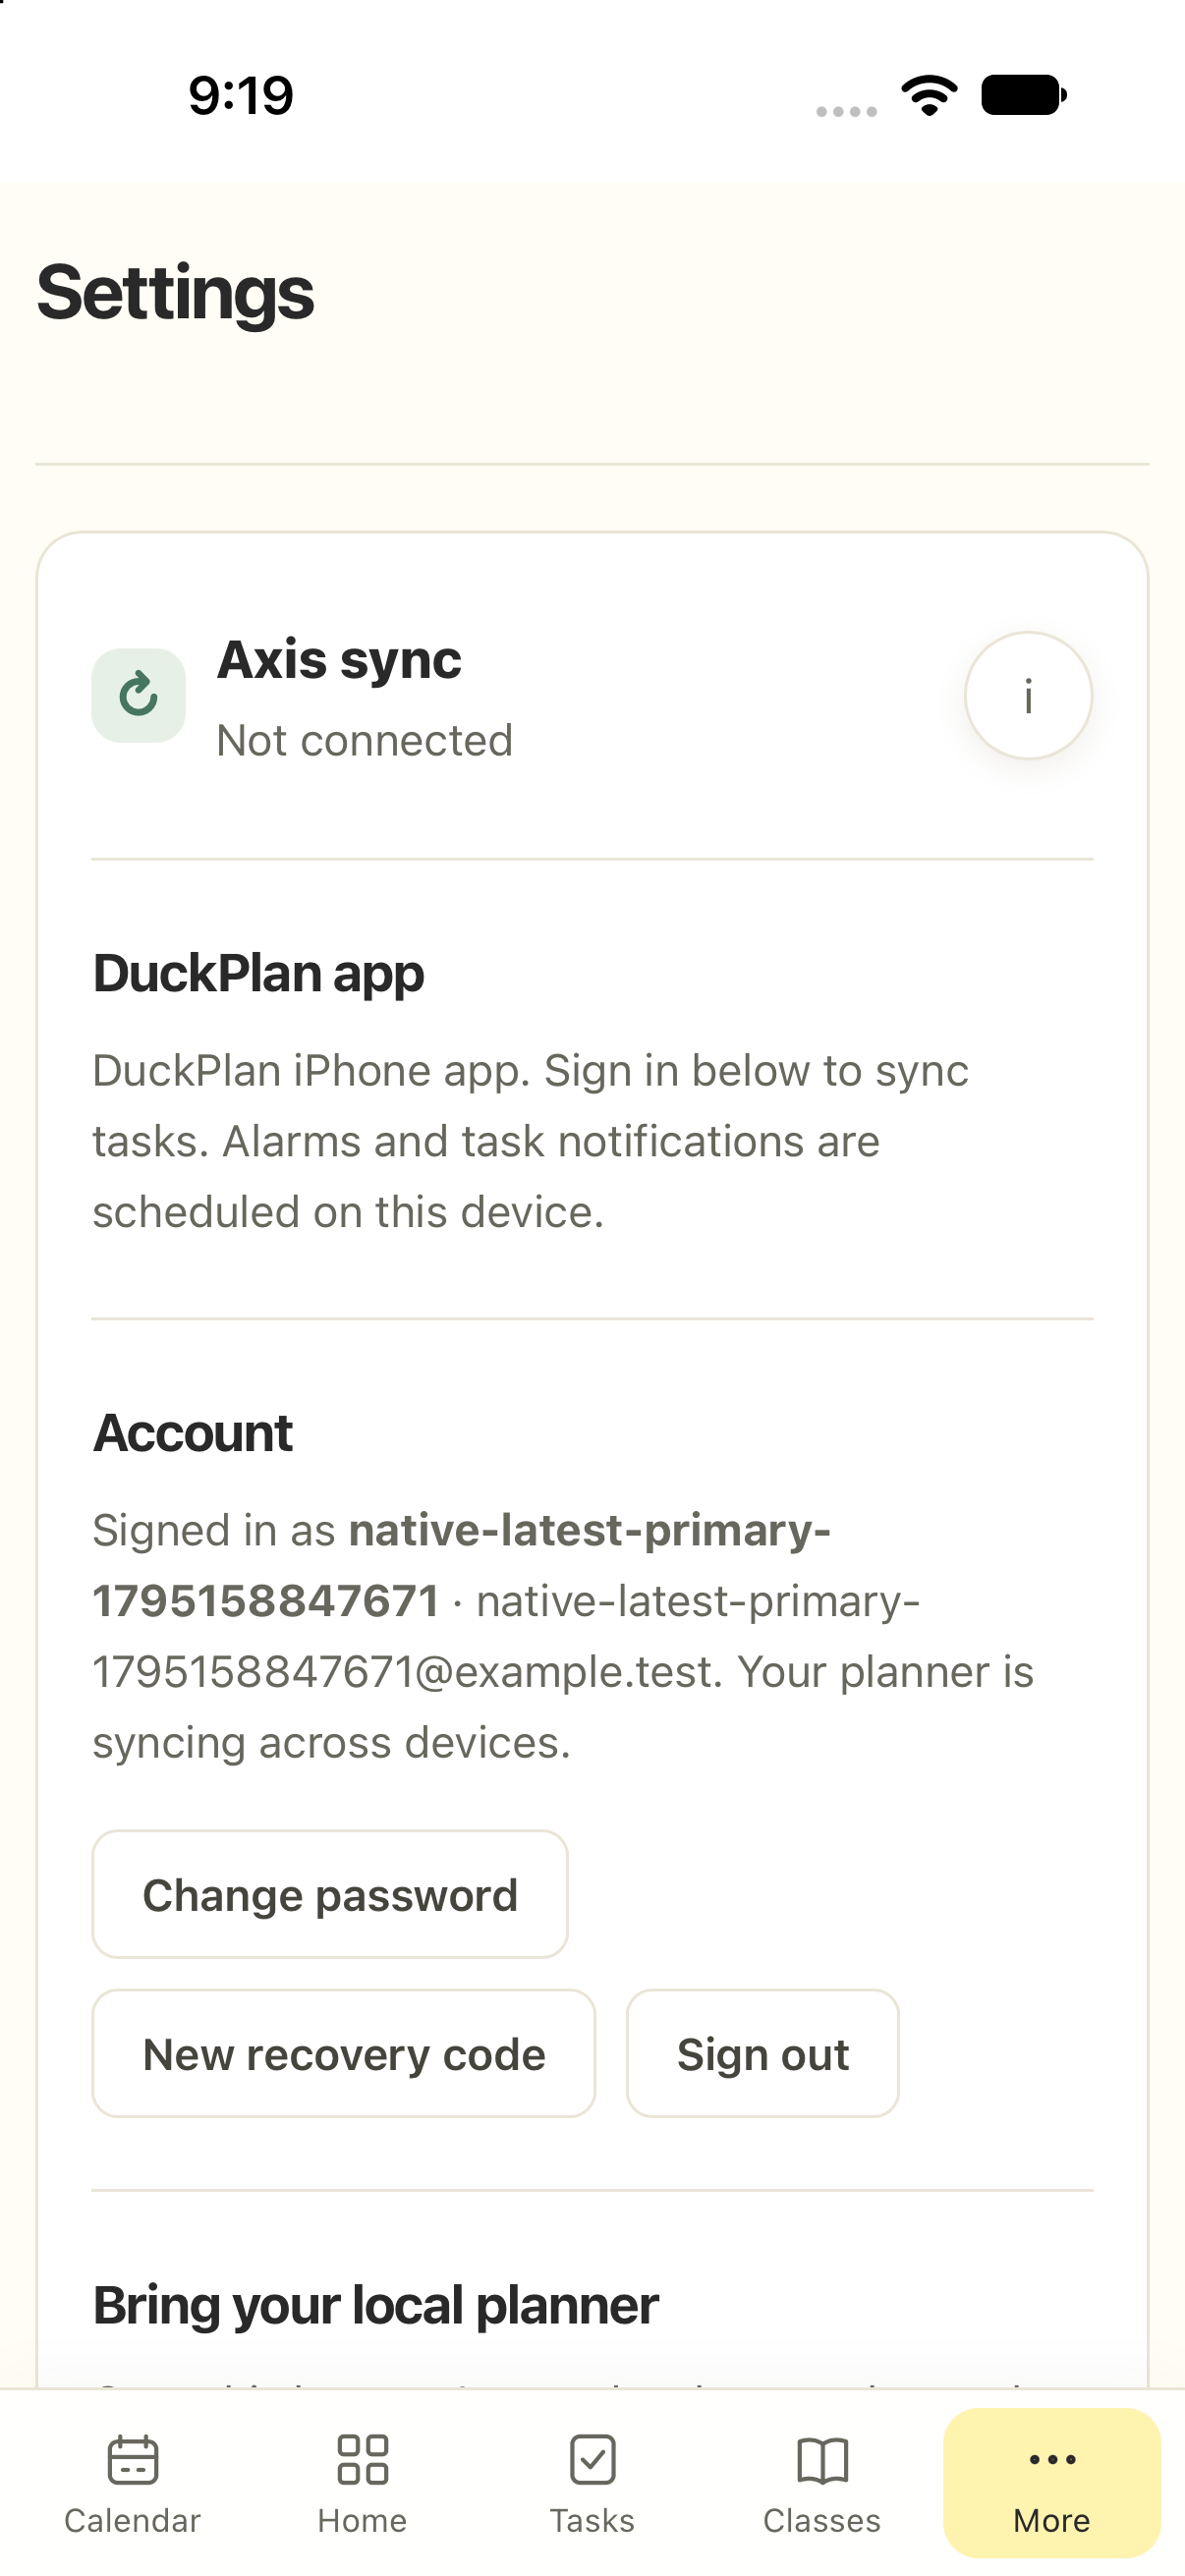 9:19
Settings
Axis sync
Not connected
i
DuckPlan app
DuckPlan iPhone app. Sign in below to sync
tasks. Alarms and task notifications are
scheduled on this device.
Account
Signed in as native-latest-primary-
1795158847671 · native-latest-primary-
1795158847671@example.test. Your planner is
syncing across devices.
Change password
New recovery code
Sign out
Bring your local planner
Calendar
Home
Tasks
Classes
More